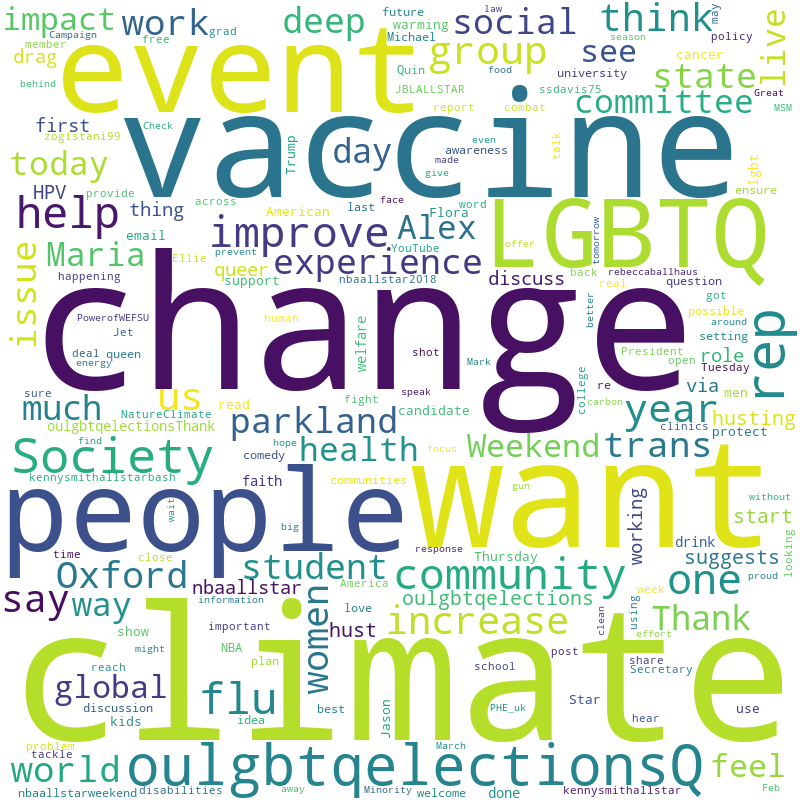 impact
work
grad
deep
future
warming
Michael
social
law
think
may
policy
live
Campaign
member
free
drag
event
group
Quin
JBLALLSTAR
food
season
see
university
cancer
state
Great
behind
report
combat
ssdavis75
committee
MSM
first
Check
zogistani99
vaccine
Trump
day
awareness
even
made
give
talk
lgbt
today
HPV
provide
thing
across
American
last
face
word
ensure
help
email
improve
Alex
Flora
LGBTQ
Maria
Ellie
prevent
YouTube
offer
tomorrow
issue
happening
queer
support
experience
nbaallstar2018
discuss
back
rebeccaballhaus
real
question
got
possible
PowerofWEFSU
human
change
better
around
setting
rep
Jet
deal
queen
energy
welfare
shot
Mark
President
open
role
Tuesday
sure
us
read
fight
speak
candidate
college
re
carbon
via
men
much
NatureClimate
parkland
year
husting
clinics
protect
oulgbtqelectionsThank
find
hope
Society
health
comedy
focus
Weekend
trans
kennysmithallstarbash
faith
communities
people
want
wait
big
gun
working
without
start
time
close
response
Thursday
drink
suggests
looking
Oxford
student
community
one
proud
nbaallstar
America
week
say
way
information
love
oulgbtqelections
clean
using
effort
Thank
show
important
hust
women
increase
might
NBA
plan
post
share
Secretary
reach
discussion
school
climate
global
flu
best
Jason
PHE_uk
Star
hear
use
kids
idea
March
problem
tackle
world
oulgbtqelectionsQ
feel
nbaallstarweekend
disabilities
away
Minority
welcome
done
kennysmithallstar
Feb